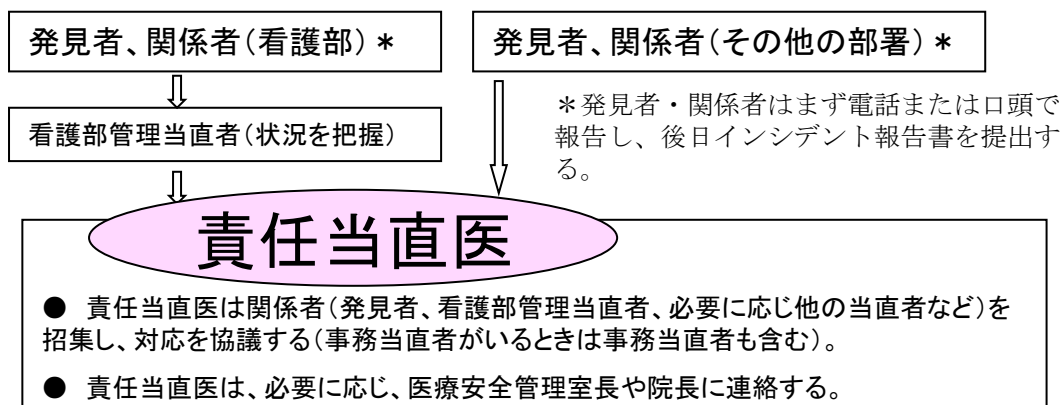 発見者、関係者(看護部)*
発見者、関係者(その他の部署)*
*発見者・関係者はまず電話または口頭で
報告し、後日インシデント報告書を提出す
る。
看護部管理当直者(状況を把握)
責任当直医
● 責任当直医は関係者(発見者、看護部管理当直者、必要に応じ他の当直者など)を
招集し、対応を協議する(事務当直者がいるときは事務当直者も含む)。
● 責任当直医は、必要に応じ、医療安全管理室長や院長に連絡する。